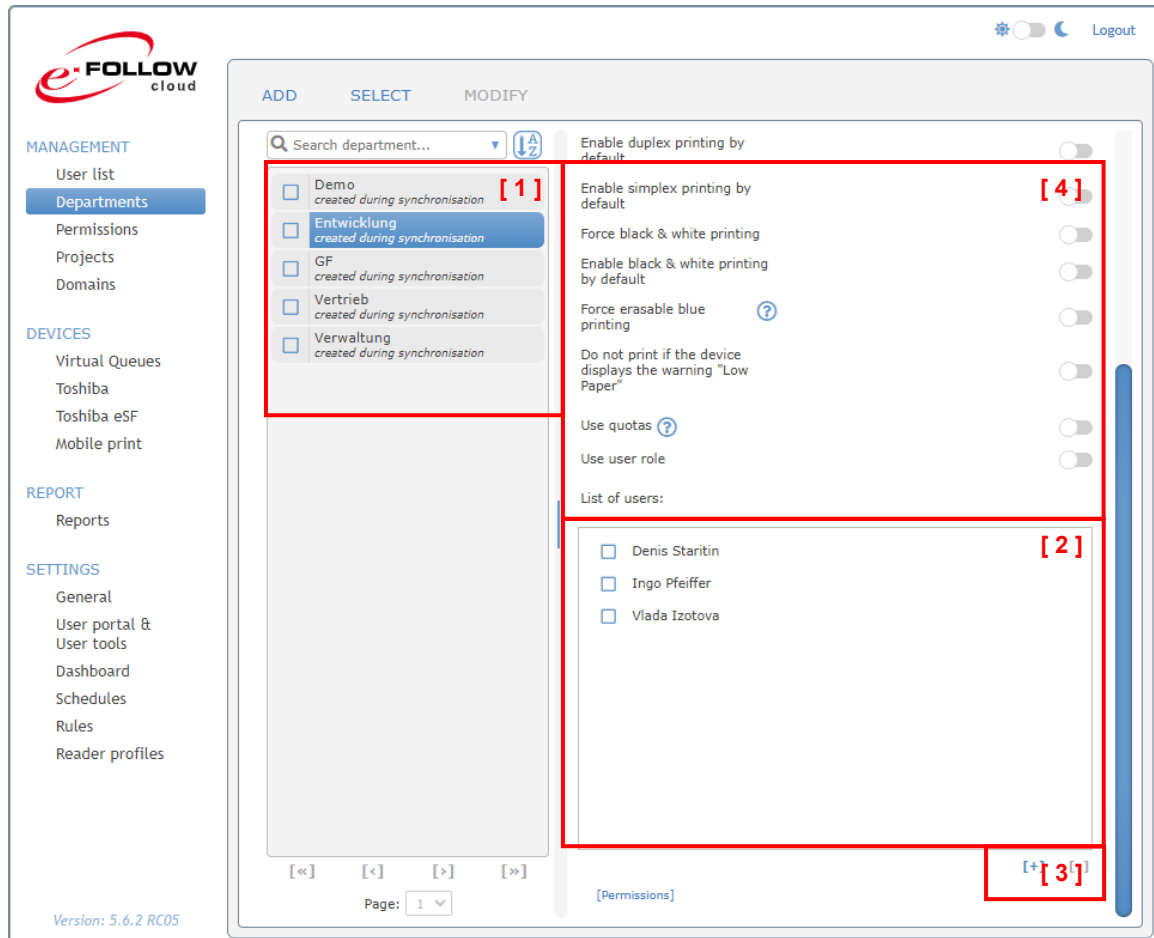 Logout
e-FOLLOW
cloud
ADD SELECT MODIFY
MANAGEMENT
User list
Departments
Permissions
Projects
Domains
DEVICES
Virtual Queues
Toshiba
Toshiba eSF
Mobile print
REPORT
Reports
SETTINGS
General
User portal &
User tools
Dashboard
Schedules
Rules
Reader profiles
Version: 5.6.2 RC05
Search department...
A
Z
[ 1 ]
Demo
created during synchronisation
Entwicklung
created during synchronisation
GF
created during synchronisation
Vertrieb
created during synchronisation
Verwaltung
created during synchronisation
[«] [‹] [›] [»]
Page: 1
Enable duplex printing by
default
[ 4 ]
Enable simplex printing by
default
Force black & white printing
Enable black & white printing
by default
Force erasable blue
printing
?
Do not print if the device
displays the warning "Low
Paper"
Use quotas ?
Use user role
List of users:
[ 2 ]
Denis Staritin
Ingo Pfeiffer
Vlada Izotova
[+]
[ 3 ]
[Permissions]